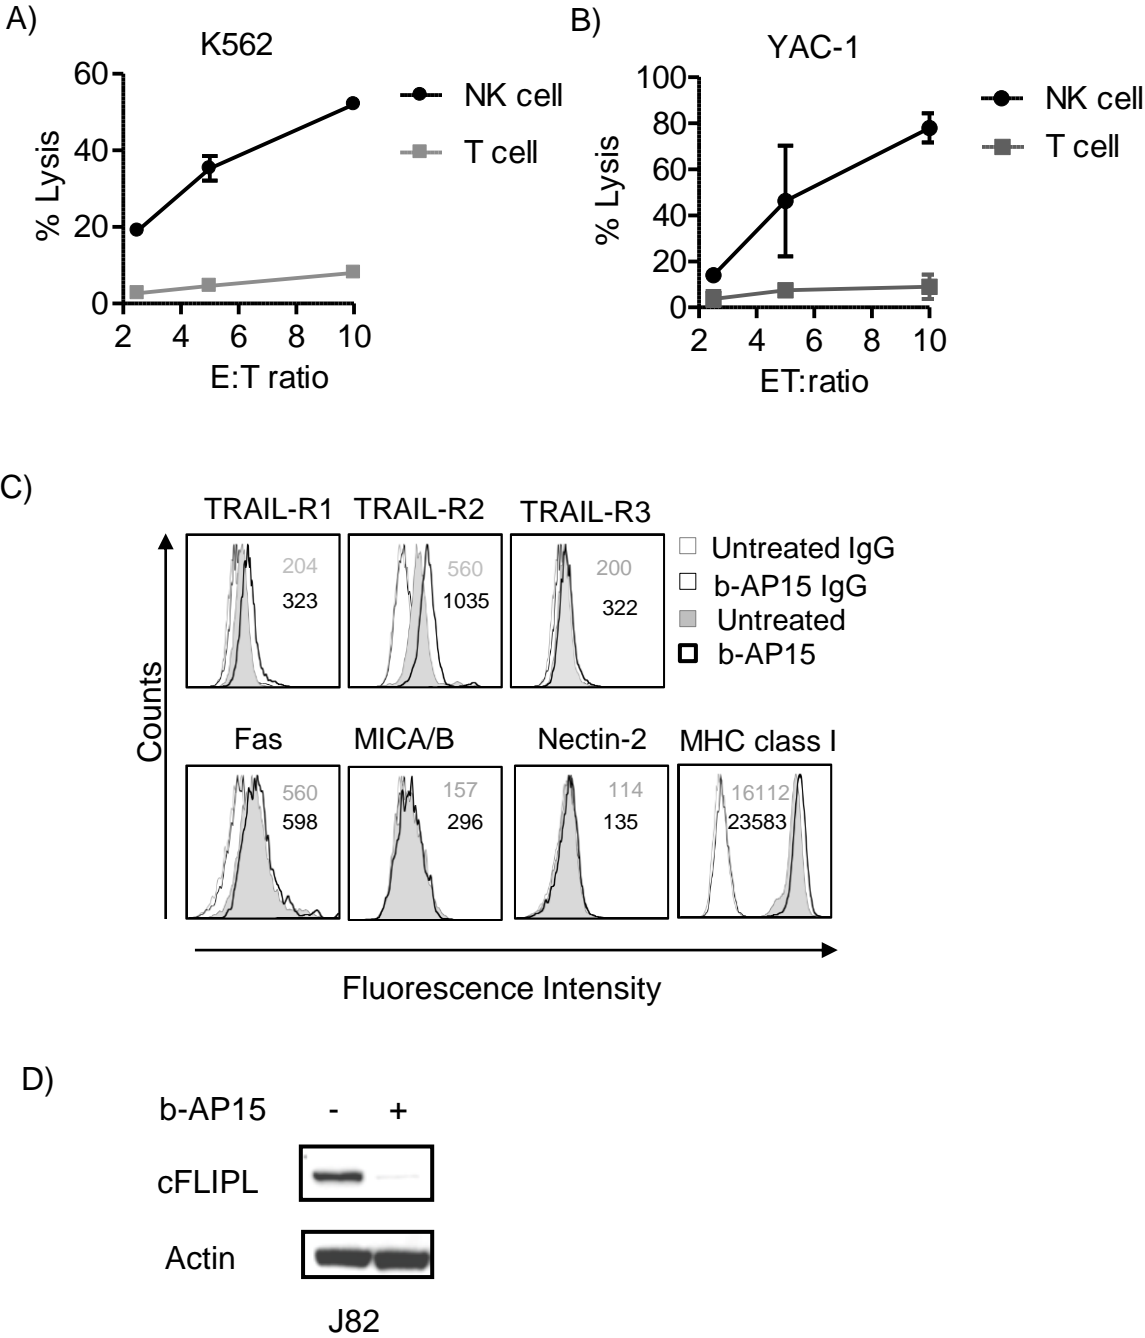 A)
K562
60
40
20
0
% Lysis
2 4 6 8 10
E:T ratio
NK cell
T cell
B)
YAC-1
100
80
60
40
20
0
% Lysis
2 4 6 8 10
ET:ratio
NK cell
T cell
C)
TRAIL-R1 TRAIL-R2 TRAIL-R3
204 560 200
323 1035 322
Untreated IgG
b-AP15 IgG
Untreated
b-AP15
Counts
Fas MICA/B Nectin-2 MHC class I
560 157 114 16112
598 296 135 23583
Fluorescence Intensity
D)
b-AP15 - +
cFLIPL
Actin
J82